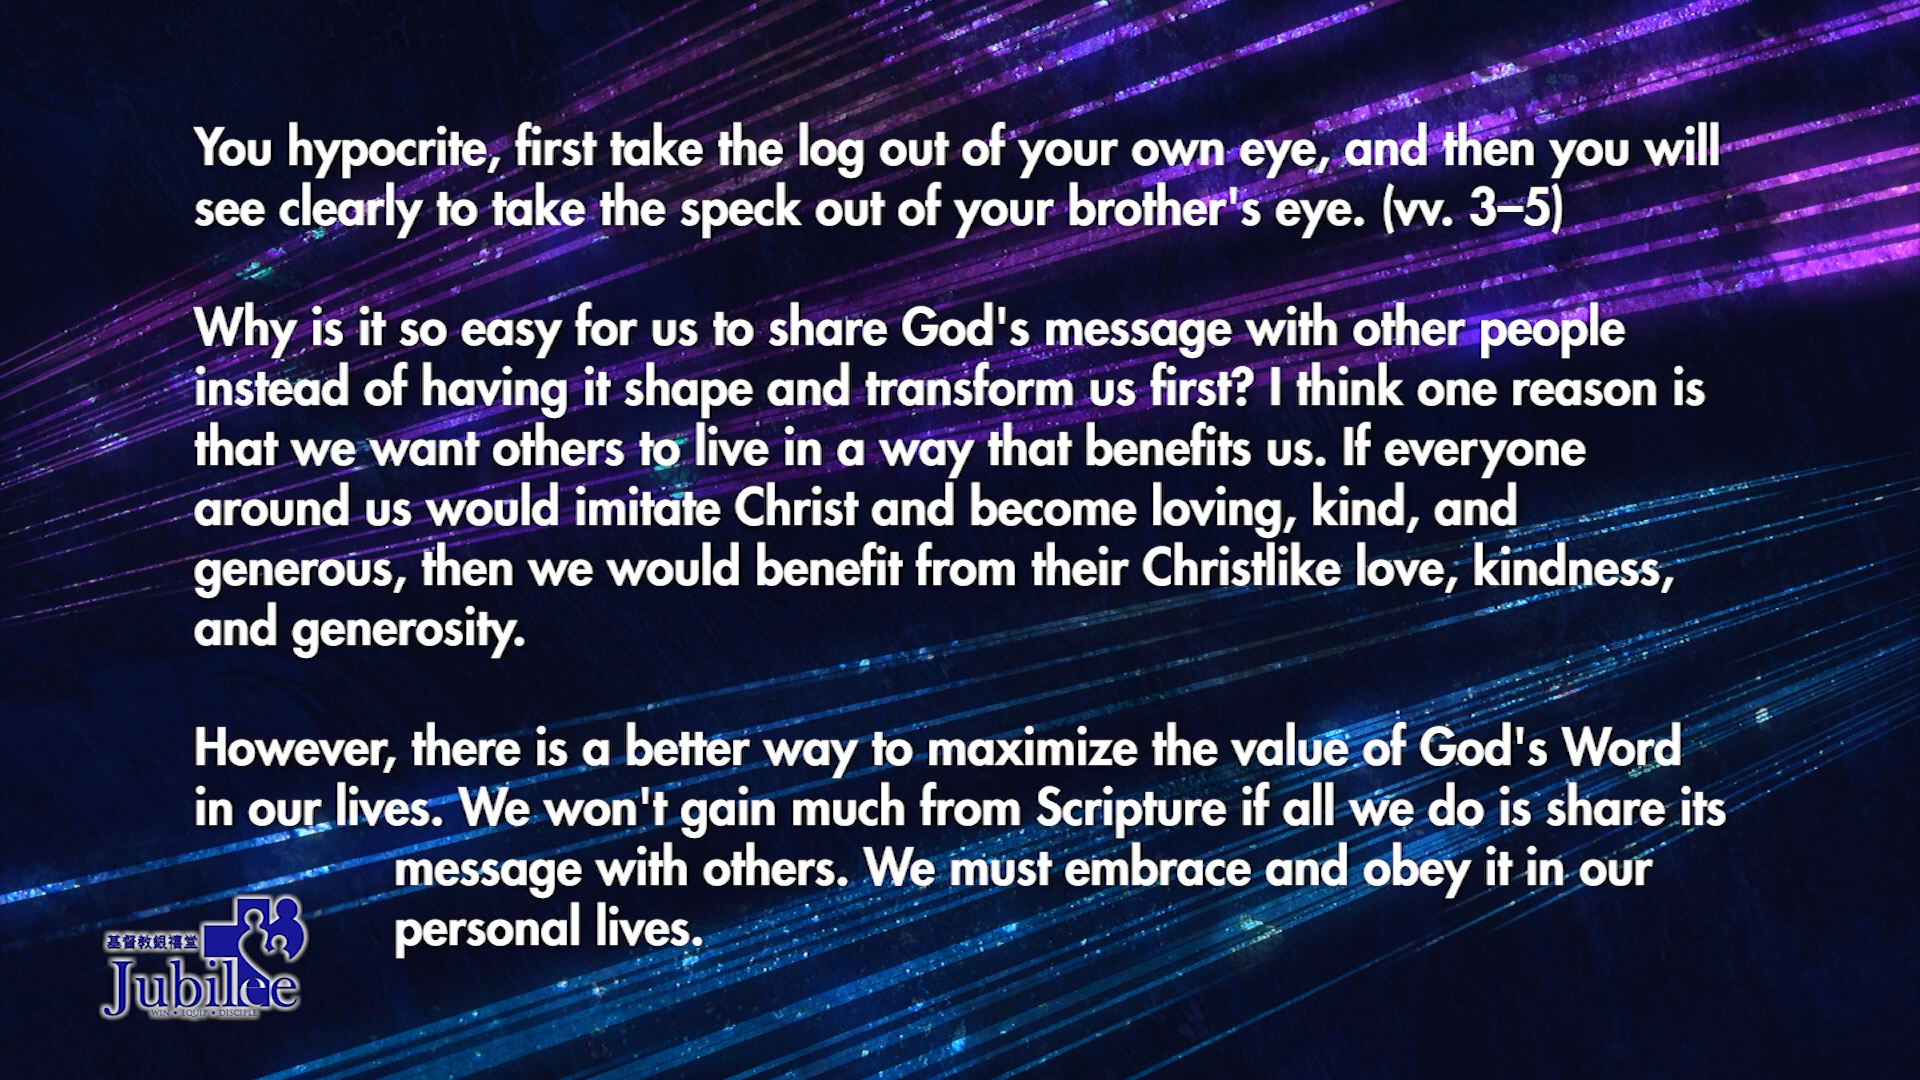 You hypocrite, first take the log out of your own eye, and then you will
see clearly to take the speck out of your brother's eye. (vv. 3–5)
Why is it so easy for us to share God's message with other people
instead of having it shape and transform us first? I think one reason is
that we want others to live in a way that benefits us. If everyone
around us would imitate Christ and become loving, kind, and
generous, then we would benefit from their Christlike love, kindness,
and generosity.
However, there is a better way to maximize the value of God's Word
in our lives. We won't gain much from Scripture if all we do is share its
message with others. We must embrace and obey it in our
personal lives.
基督教銀禧堂
Jubilee
WIN • EQUIP • DISCIPLE